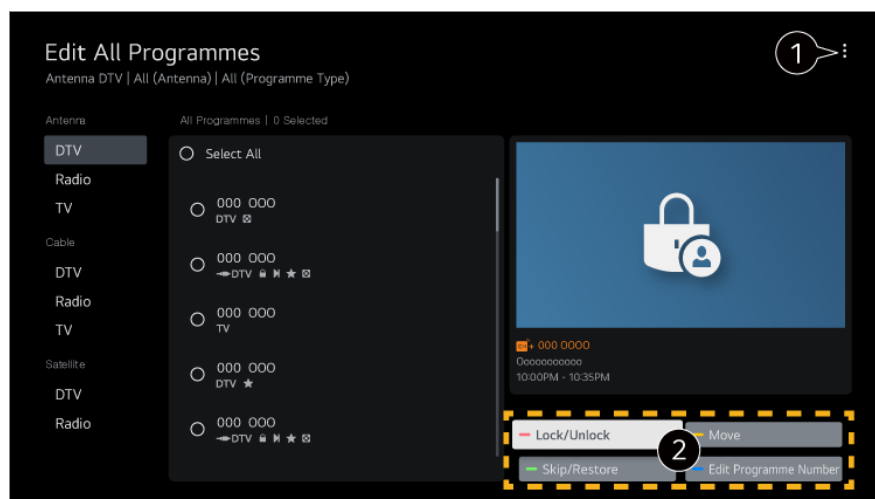 Edit All Programmes
Antenna DTV | All (Antenna) | All (Programme Type)
1
Antenna
DTV
Radio
TV
Cable
DTV
Radio
TV
Satellite
DTV
Radio
All Programmes | 0 Selected
Select All
000 000
DTV
000 000
DTV
000 000
TV
000 000
DTV
000 000
DTV
+ 000 0000
Oooooooooooo
10:00PM - 10:35PM
Lock/Unlock
Move
2
Skip/Restore
Edit Programme Number